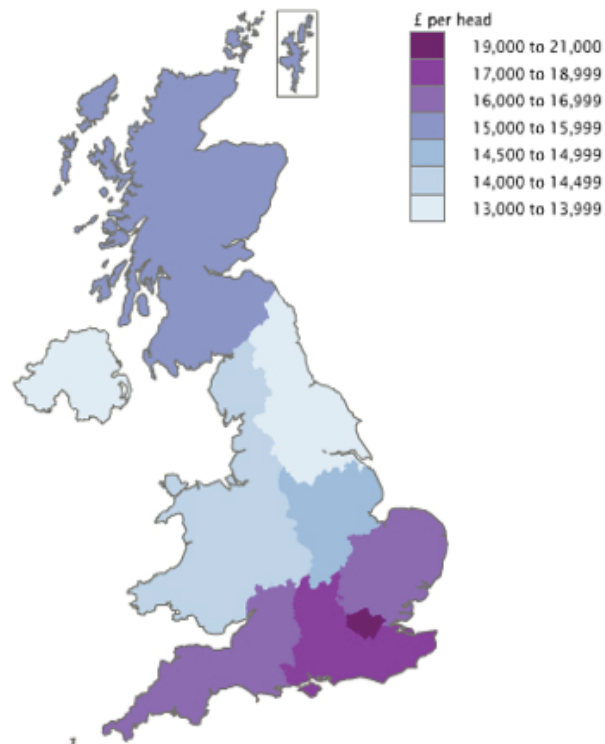 £ per head
19,000 to 21,000
17,000 to 18,999
16,000 to 16,999
15,000 to 15,999
14,500 to 14,999
14,000 to 14,499
13,000 to 13,999